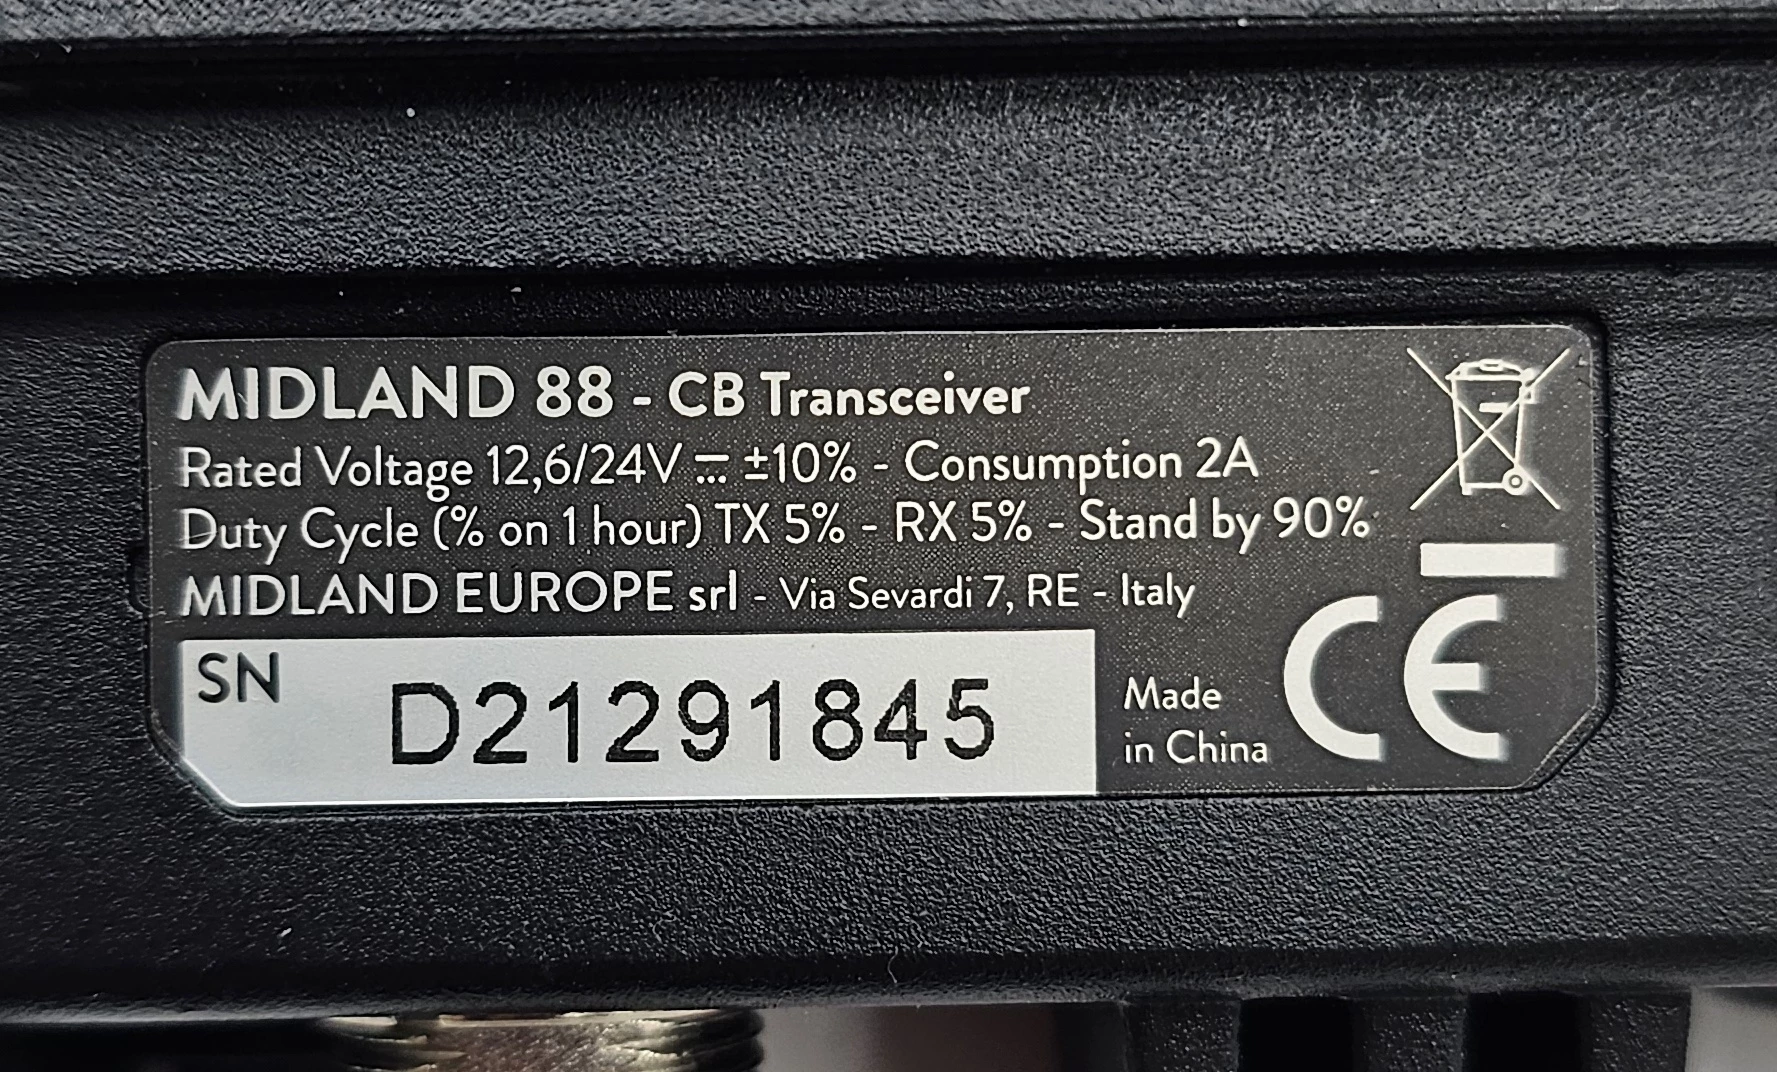 MIDLAND 88 - CB Transceiver
Rated Voltage 12,6/24V ⎓ ±10% - Consumption 2A
Duty Cycle (% on 1 hour) TX 5% - RX 5% - Stand by 90%
MIDLAND EUROPE srl - Via Sevardi 7, RE - Italy
SN
D21291845
Made
in China
CE